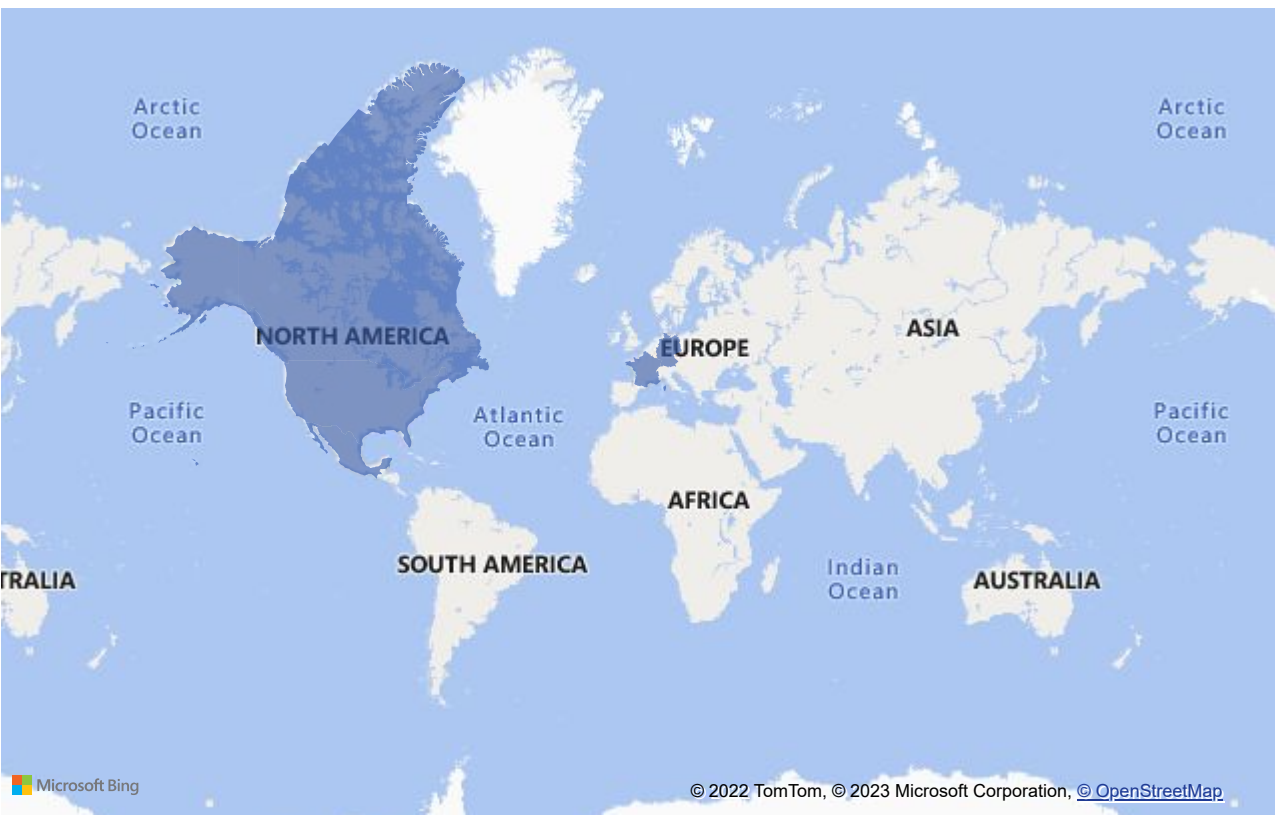 Arctic
Ocean
Arctic
Ocean
NORTH AMERICA
EUROPE
ASIA
Pacific
Ocean
Atlantic
Ocean
Pacific
Ocean
AFRICA
SOUTH AMERICA
Indian
Ocean
TRALIA
AUSTRALIA
Microsoft Bing
© 2022 TomTom, © 2023 Microsoft Corporation, © OpenStreetMap